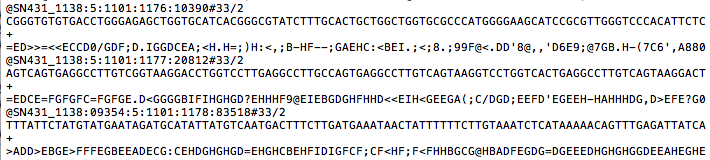 @SN431_1138:5:1101:1176:10390#33/2
CGGGTGTGTGACCTGGGAGAGCTGGTGCATCACGGGCGTATCTTTGCACTGCTGGCTGGTGCGCCCATGGGGAAGCATCCGCGTTGGGTCCCACATTCTC
+
=ED>>=<<ECCD0/GDF;D.IGGDCEA;<H.H=;)H:<,;B-HF--;GAEHC:<BEI.;<;8.;99F@<.DD'8@,,'D6E9;@7GB.H-(7C6',A880
@SN431_1138:5:1101:1177:20812#33/2
AGTCAGTGAGGCCTTGTCGGTAAGGACCTGGTCCTTGAGGCCTTGCCAGTGAGGCCTTGTCAGTAAGGTCCTGGTCACTGAGGCCTTGTCAGTAAGGACT
+
=EDCE=FGFGFC=FGFGE.D<GGGGBIFIHGHGD?EHHHF9@EIEBGDGHFHHD<<EIH<GEEGA(;C/DGD;EEFD'EGEEH-HAHHHDG,D>EFE?G0
@SN431_1138:09354:5:1101:1178:83518#33/2
TTTATTCTATGTATGAATAGATGCATATTATGTCAATGACTTTCTTGATGAAATAACTATTTTTTCTTGTAAATCTCATAAAAACAGTTTGAGATTATCA
+
>ADD>EBGE>FFFEGBEEADECG:CEHDGHGHGD=EHGHCBEHFIDIGFCF;CF<HF;F<FHHBGCG@HBADFEGDG=DGEEEDHGHGHGGDEEAHEGHE